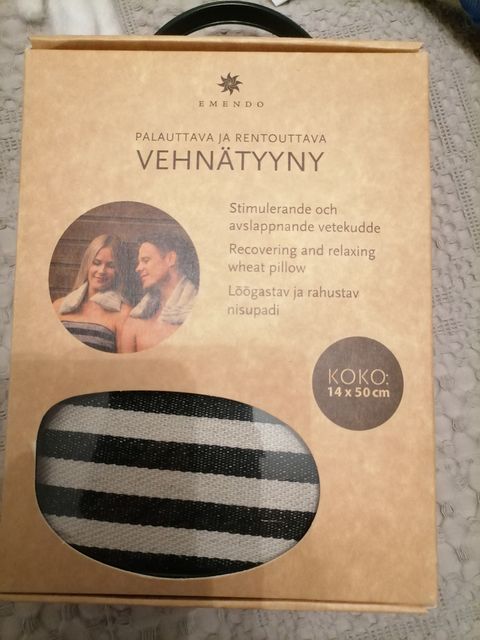 EMENDO
PALAUTTAVA JA RENTOUTTAVA
VEHNÄTYYNY
Stimulerande och
avslappnande vetekudde
Recovering and relaxing
wheat pillow
Lõõgastav ja rahustav
nisupadi
KOKO:
14 x 50 cm